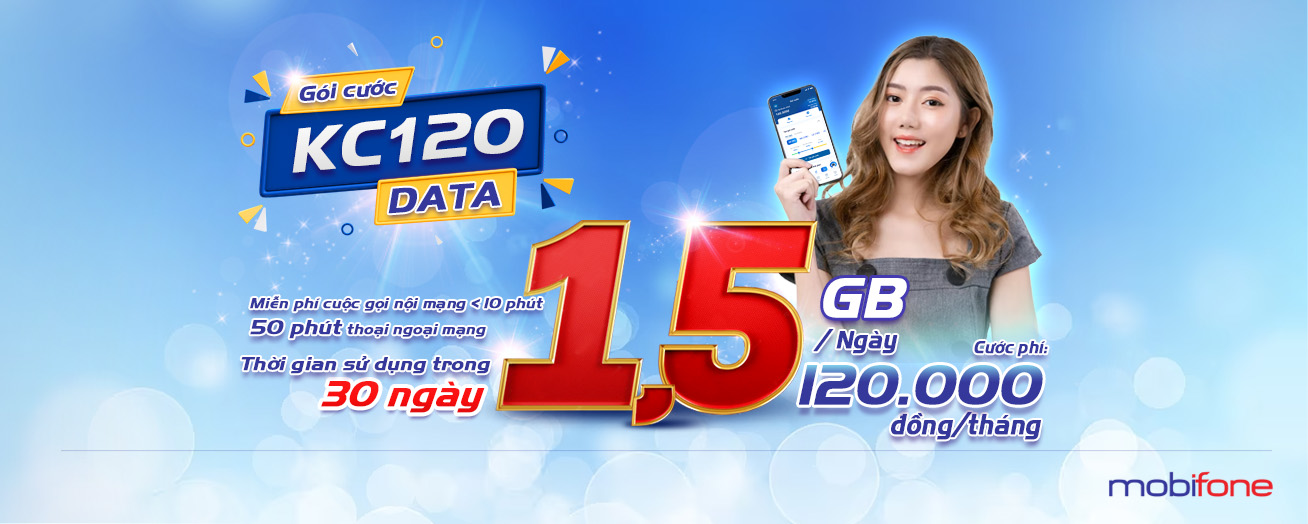 Gói cước
KC120
DATA
Miễn phí cuộc gọi nội mạng < 10 phút
50 phút thoại ngoại mạng
Thời gian sử dụng trong
30 ngày
1,5
GB
/ Ngày
Cước phí:
120.000
đồng/tháng
mobifone